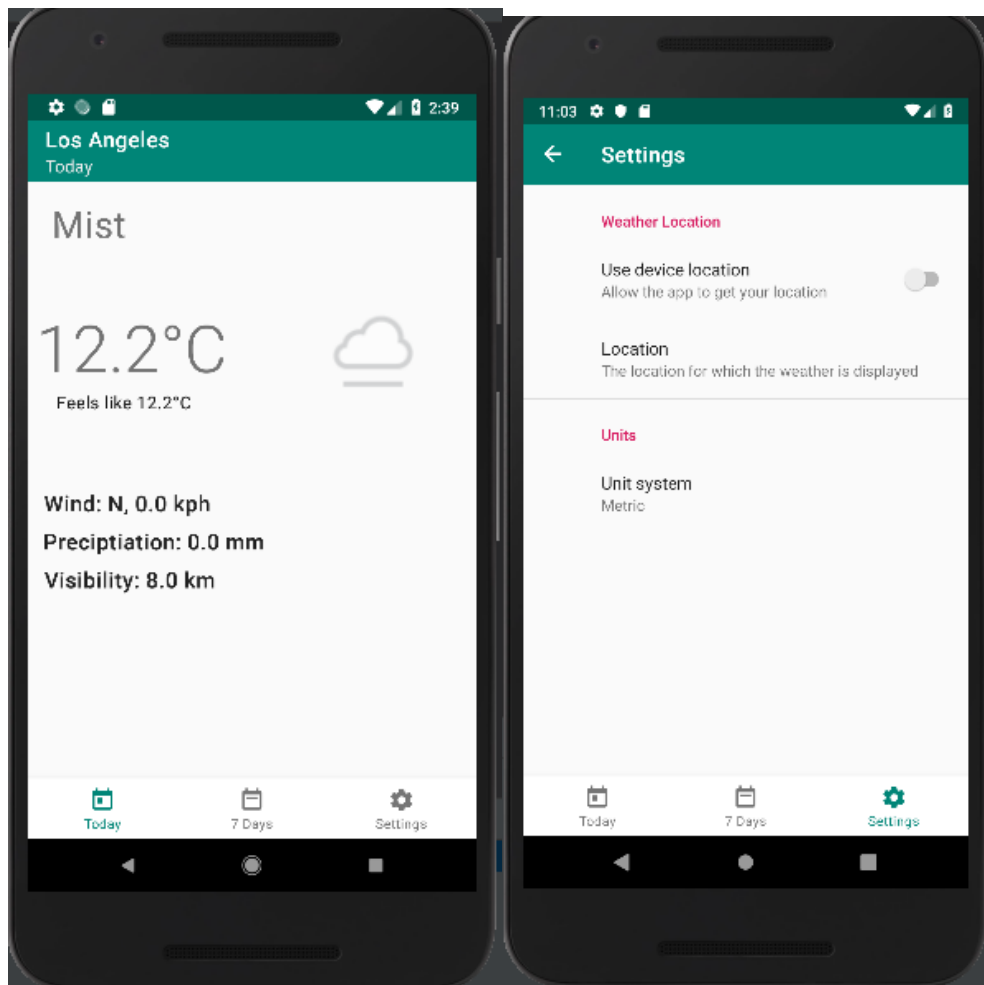 2:39
Los Angeles
Today
Mist
12.2°C
Feels like 12.2°C
Wind: N, 0.0 kph
Preciptiation: 0.0 mm
Visibility: 8.0 km
Today
7 Days
Settings
11:03
Settings
Weather Location
Use device location
Allow the app to get your location
Location
The location for which the weather is displayed
Units
Unit system
Metric
Today
7 Days
Settings